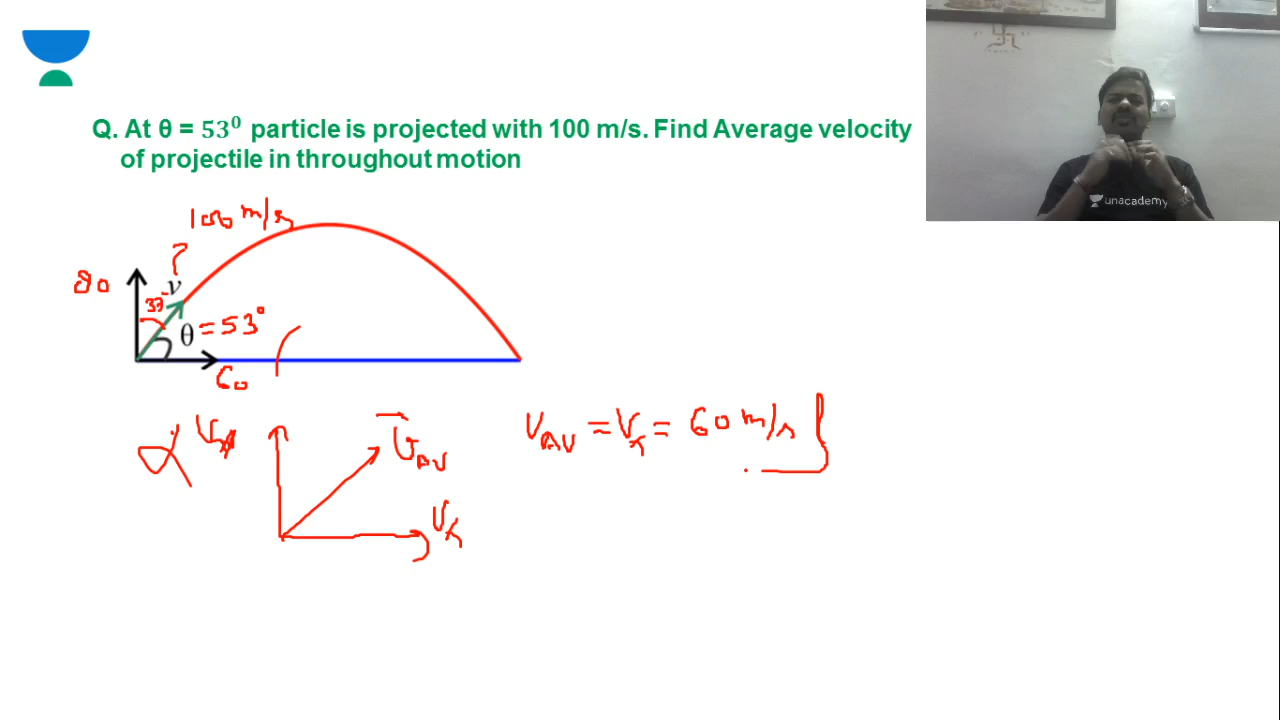 Q. At θ = 53⁰ particle is projected with 100 m/s. Find Average velocity
of projectile in throughout motion
unacademy
100 m/s
?
80
v
37°
θ = 53°
60
V_AV = V_x = 60 m/s
V_AV
V_x